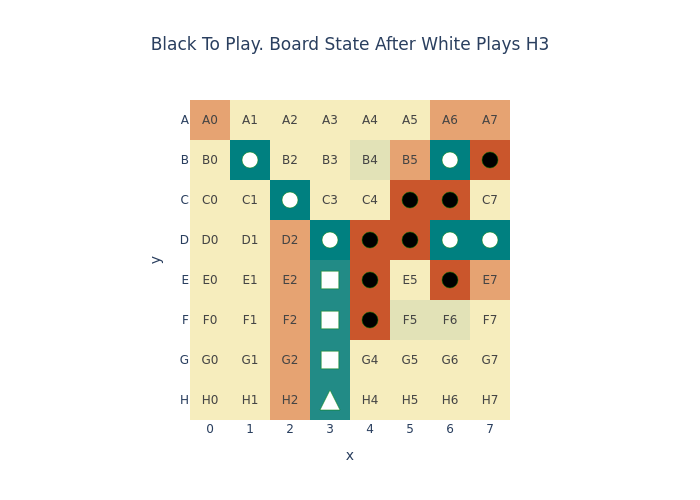 Black To Play. Board State After White Plays H3
A A0 A1 A2 A3 A4 A5 A6 A7
B B0 B2 B3 B4 B5
C C0 C1 C3 C4 C7
D D0 D1 D2
E E0 E1 E2 E5 E7
F F0 F1 F2 F5 F6 F7
G G0 G1 G2 G4 G5 G6 G7
H H0 H1 H2 H4 H5 H6 H7
0 1 2 3 4 5 6 7
x
y